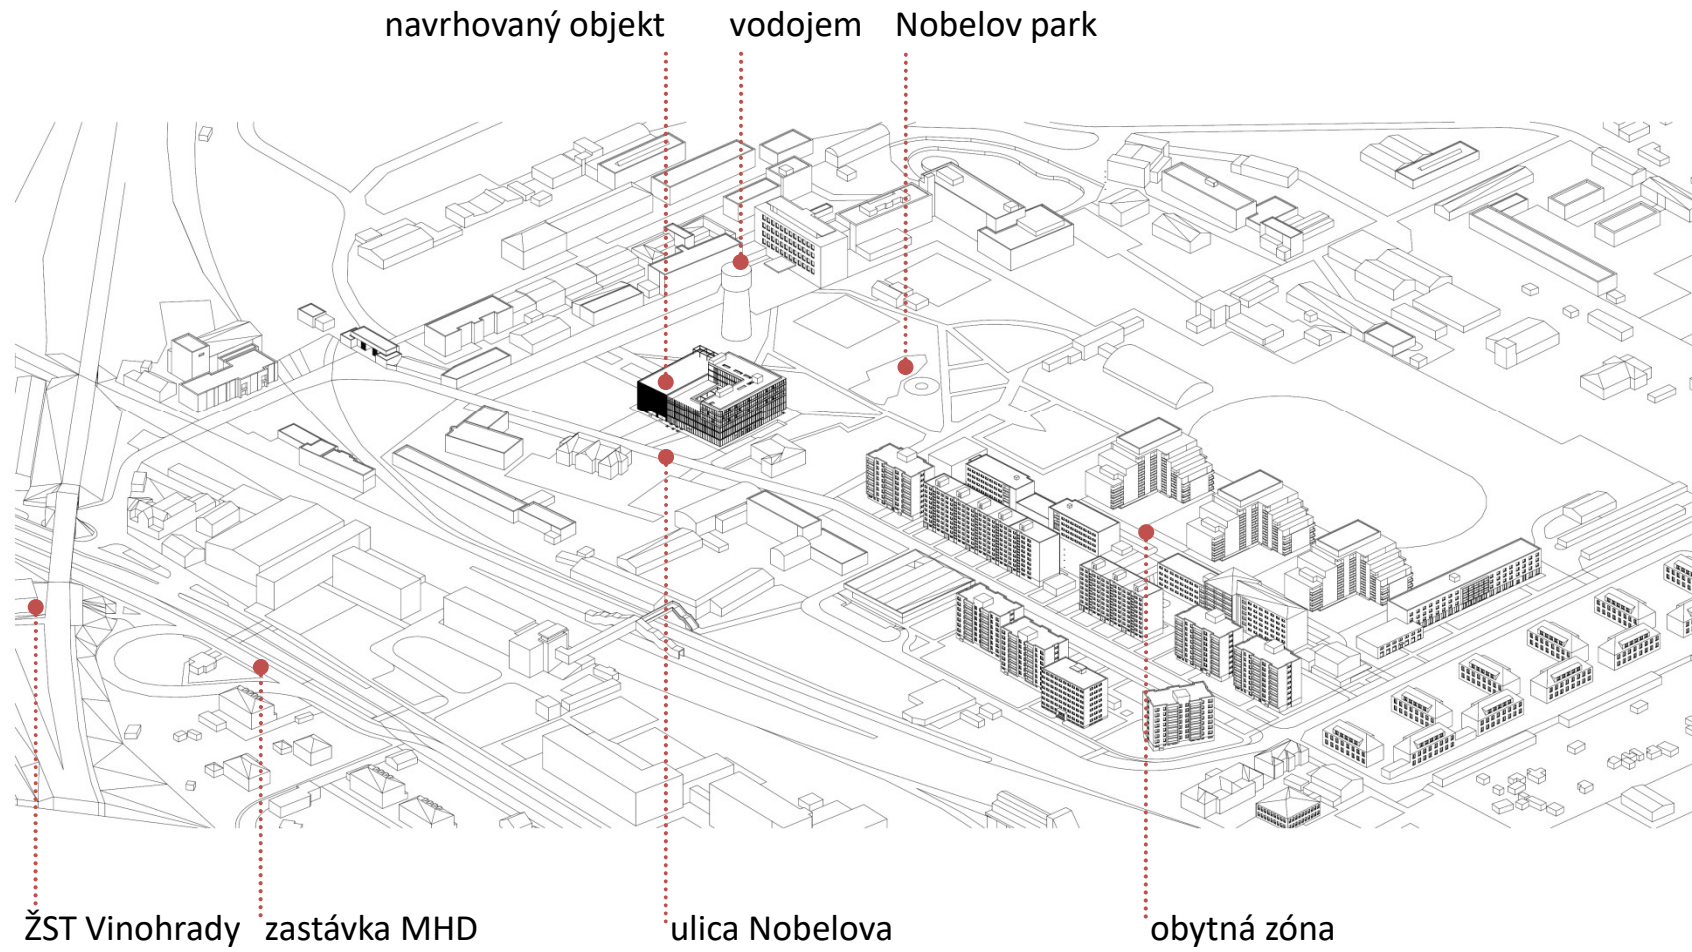 navrhovaný objekt
vodojem
Nobelov park
ŽST Vinohrady
zastávka MHD
ulica Nobelova
obytná zóna